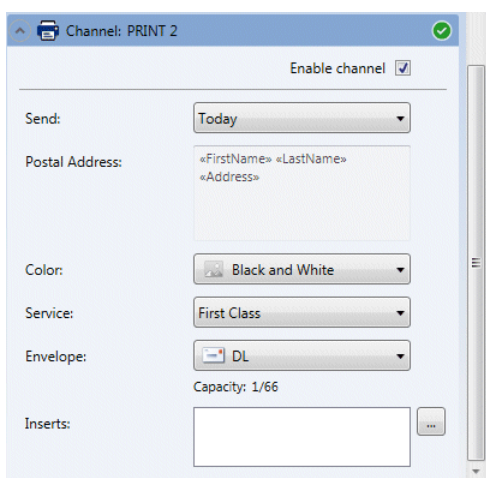 Channel: PRINT 2
Enable channel
Send: Today
Postal Address: «FirstName» «LastName»
«Address»
Color: Black and White
Service: First Class
Envelope: DL
Capacity: 1/66
Inserts: ...